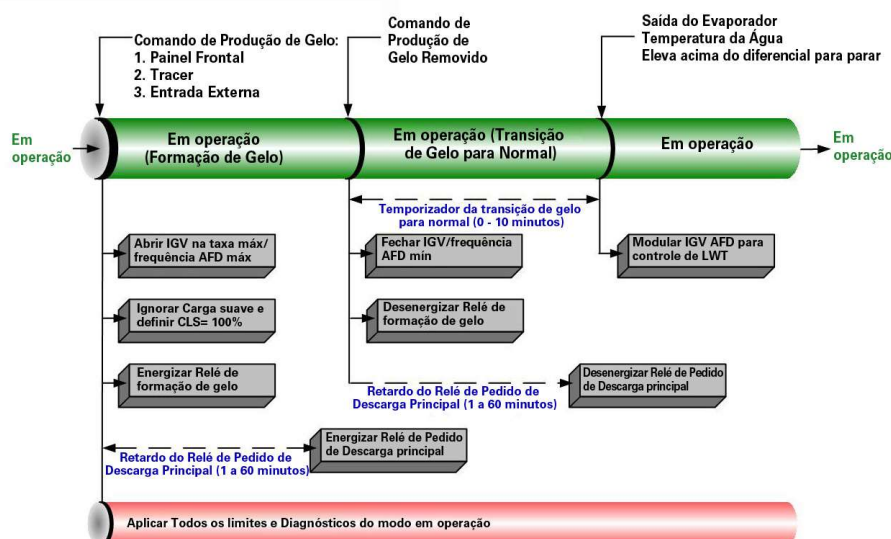 Comando de Produção de Gelo:
1. Painel Frontal
2. Tracer
3. Entrada Externa
Comando de
Produção de
Gelo Removido
Saída do Evaporador
Temperatura da Água
Eleva acima do diferencial para parar
Em
operação
Em operação
(Formação de Gelo)
Em operação (Transição
de Gelo para Normal)
Em operação
Em
operação
Temporizador da transição de gelo
para normal (0 - 10 minutos)
Abrir IGV na taxa máx/
frequência AFD máx
Fechar IGV/frequência
AFD mín
Modular IGV AFD para
controle de LWT
Ignorar Carga suave e
definir CLS= 100%
Desenergizar Relé de
formação de gelo
Energizar Relé de
formação de gelo
Retardo do Relé de Pedido de
Descarga Principal (1 a 60 minutos)
Desenergizar Relé de Pedido
de Descarga principal
Retardo do Relé de Pedido de
Descarga Principal (1 a 60 minutos)
Energizar Relé de Pedido
de Descarga principal
Aplicar Todos os limites e Diagnósticos do modo em operação